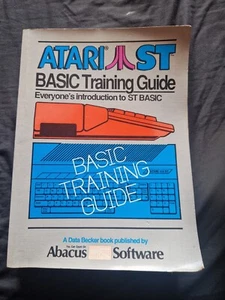 ATARI ST
BASIC Training Guide
Everyone's introduction to ST BASIC
BASIC
TRAINING
GUIDE
A Data Becker book published by
Abacus Software